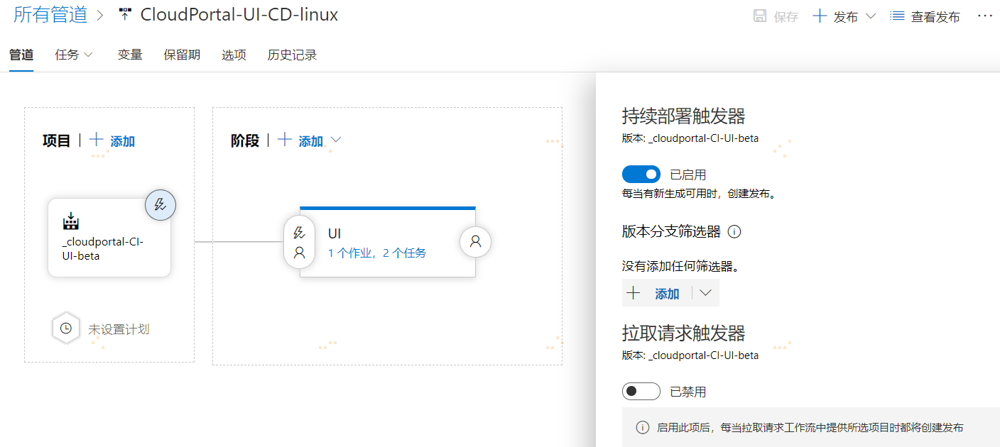 所有管道 > CloudPortal-UI-CD-linux
保存 发布 查看发布 ...
管道 任务 变量 保留期 选项 历史记录
项目 添加
_cloudportal-CI-
UI-beta
未设置计划
阶段 添加
UI
1 个作业，2 个任务
持续部署触发器
版本: _cloudportal-CI-UI-beta
已启用
每当有新生成可用时，创建发布。
版本分支筛选器
没有添加任何筛选器。
添加
拉取请求触发器
版本: _cloudportal-CI-UI-beta
已禁用
启用此项后，每当拉取请求工作流中提供所选项目时都将创建发布